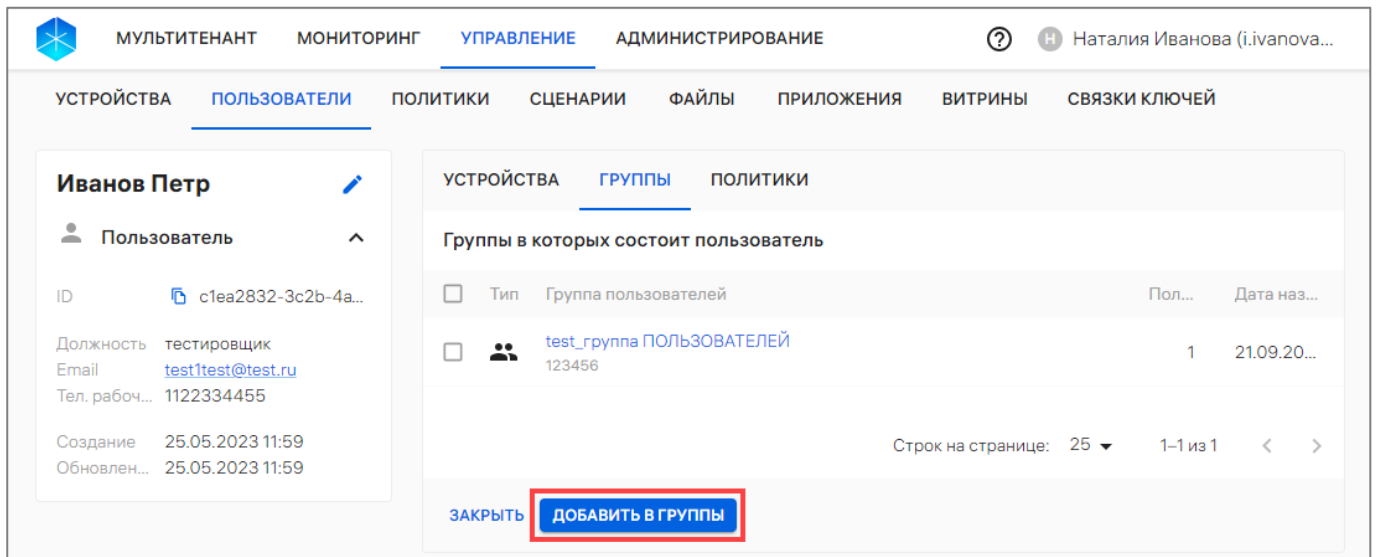 МУЛЬТИТЕНАНТ МОНИТОРИНГ УПРАВЛЕНИЕ АДМИНИСТРИРОВАНИЕ Н Наталия Иванова (i.ivanova...
УСТРОЙСТВА ПОЛЬЗОВАТЕЛИ ПОЛИТИКИ СЦЕНАРИИ ФАЙЛЫ ПРИЛОЖЕНИЯ ВИТРИНЫ СВЯЗКИ КЛЮЧЕЙ
Иванов Петр
Пользователь
ID c1ea2832-3c2b-4a...
Должность тестировщик
Email test1test@test.ru
Тел. рабоч... 1122334455
Создание 25.05.2023 11:59
Обновлен... 25.05.2023 11:59
УСТРОЙСТВА ГРУППЫ ПОЛИТИКИ
Группы в которых состоит пользователь
Тип Группа пользователей Пол... Дата наз...
test_группа ПОЛЬЗОВАТЕЛЕЙ 1 21.09.20...
123456
Строк на странице: 25 1–1 из 1
ЗАКРЫТЬ ДОБАВИТЬ В ГРУППЫ